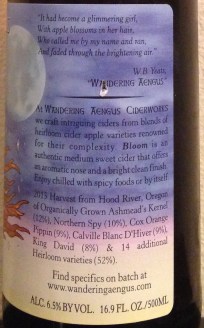 "It had become a glimmering girl,
With apple blossoms in her hair,
Who called me by my name and ran,
And faded through the brightening air."
W.B. Yeats,
"WANDERING AENGUS"
At WANDERING AENGUS CIDERWORKS
we craft intriguing ciders from blends of
heirloom cider apple varieties renowned
for their complexity. Bloom is an
authentic medium sweet cider that offers
an aromatic nose and a bright clean finish.
Enjoy chilled with spicy foods or by itself.
2013 Harvest from Hood River, Oregon
of Organically Grown Ashmead's Kernel
(12%), Northern Spy (10%), Cox Orange
Pippin (9%), Calville Blanc D'Hiver (9%),
King David (8%) & 14 additional
Heirloom varieties (52%).
Find specifics on batch at
www.wanderingaengus.com
ALC. 6.3% BY VOL. 16.9 FL. OZ./500ML